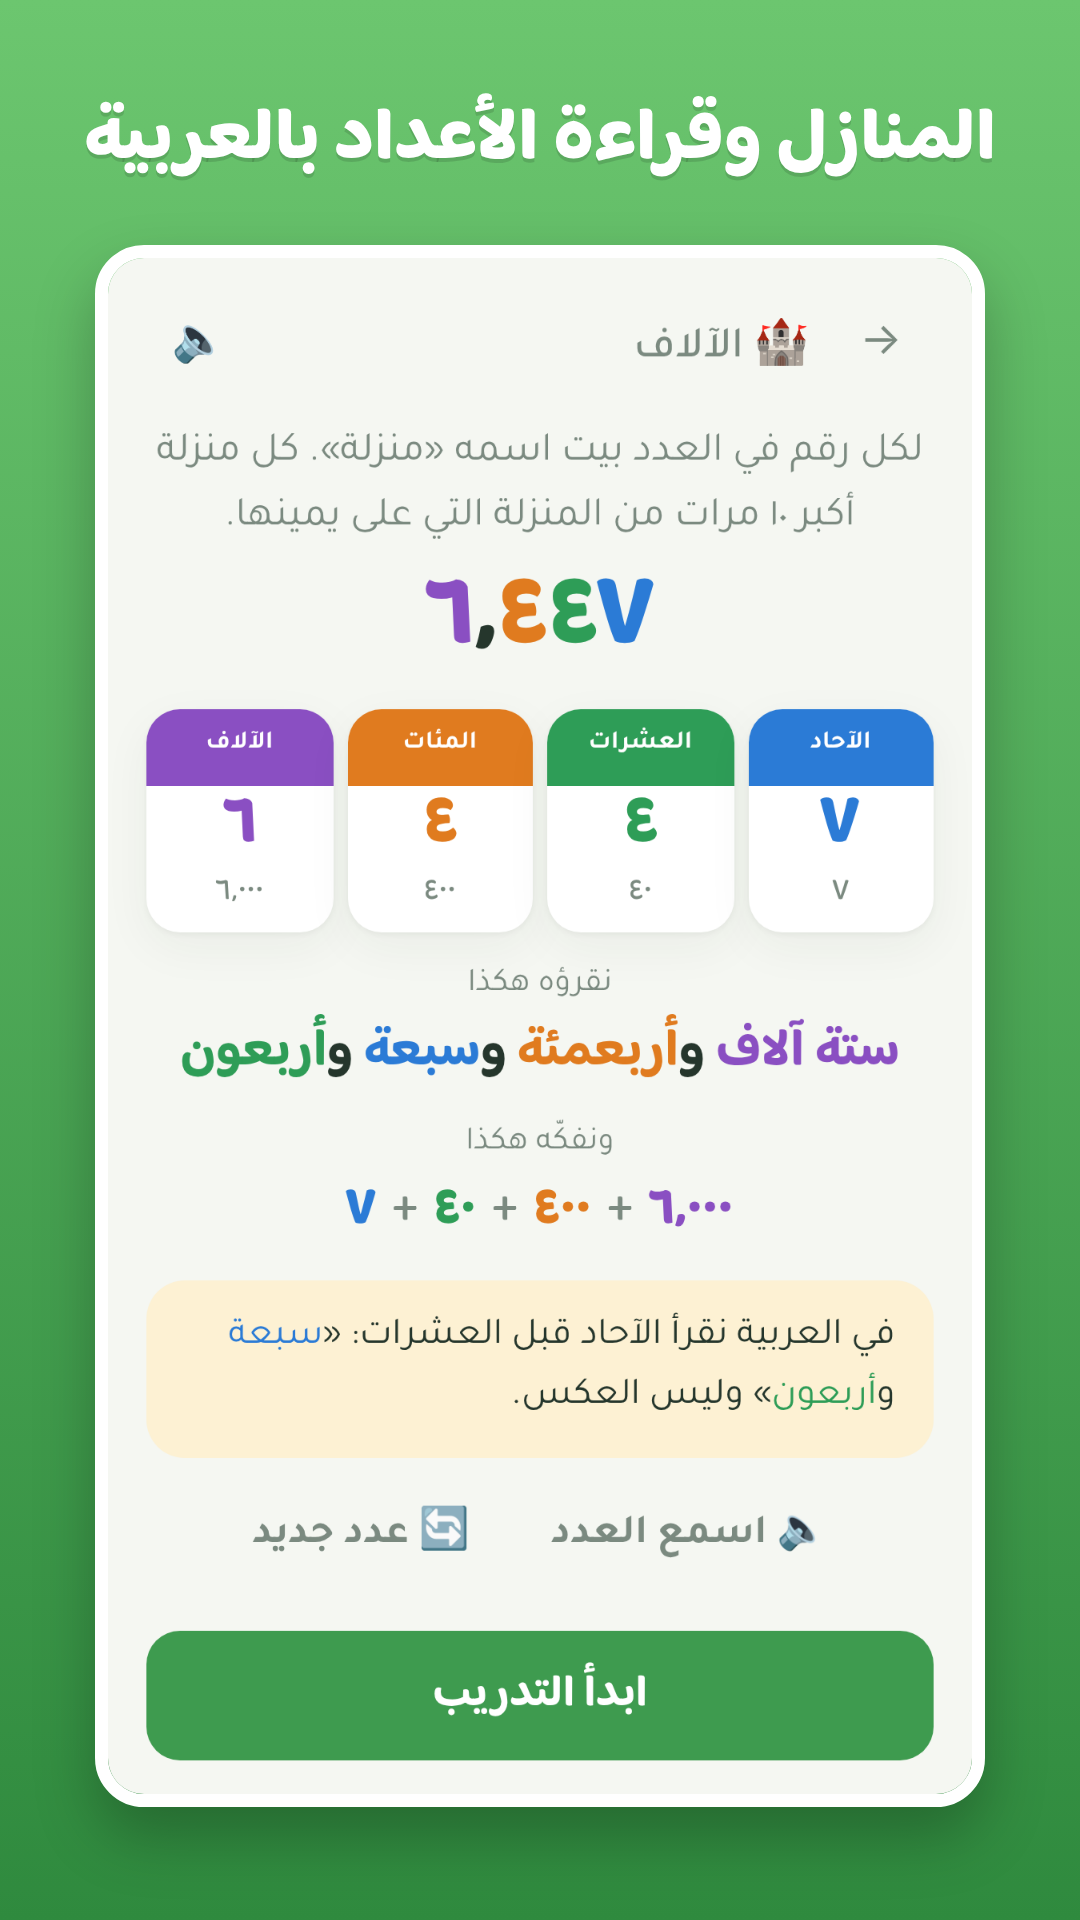 المنازل وقراءة الأعداد بالعربية
الآلاف
لكل رقم في العدد بيت اسمه «منزلة». كل منزلة
أكبر ١٠ مرات من المنزلة التي على يمينها.
٦,٤٤٧
الآحاد العشرات المئات الآلاف
٧ ٤ ٤ ٦
٧ ٤٠ ٤٠٠ ٦,٠٠٠
نقرؤه هكذا
ستة آلاف وأربعمئة وسبعة وأربعون
ونفكّه هكذا
٦,٠٠٠ + ٤٠٠ + ٤٠ + ٧
في العربية نقرأ الآحاد قبل العشرات: «سبعة
وأربعون» وليس العكس.
اسمع العدد عدد جديد
ابدأ التدريب